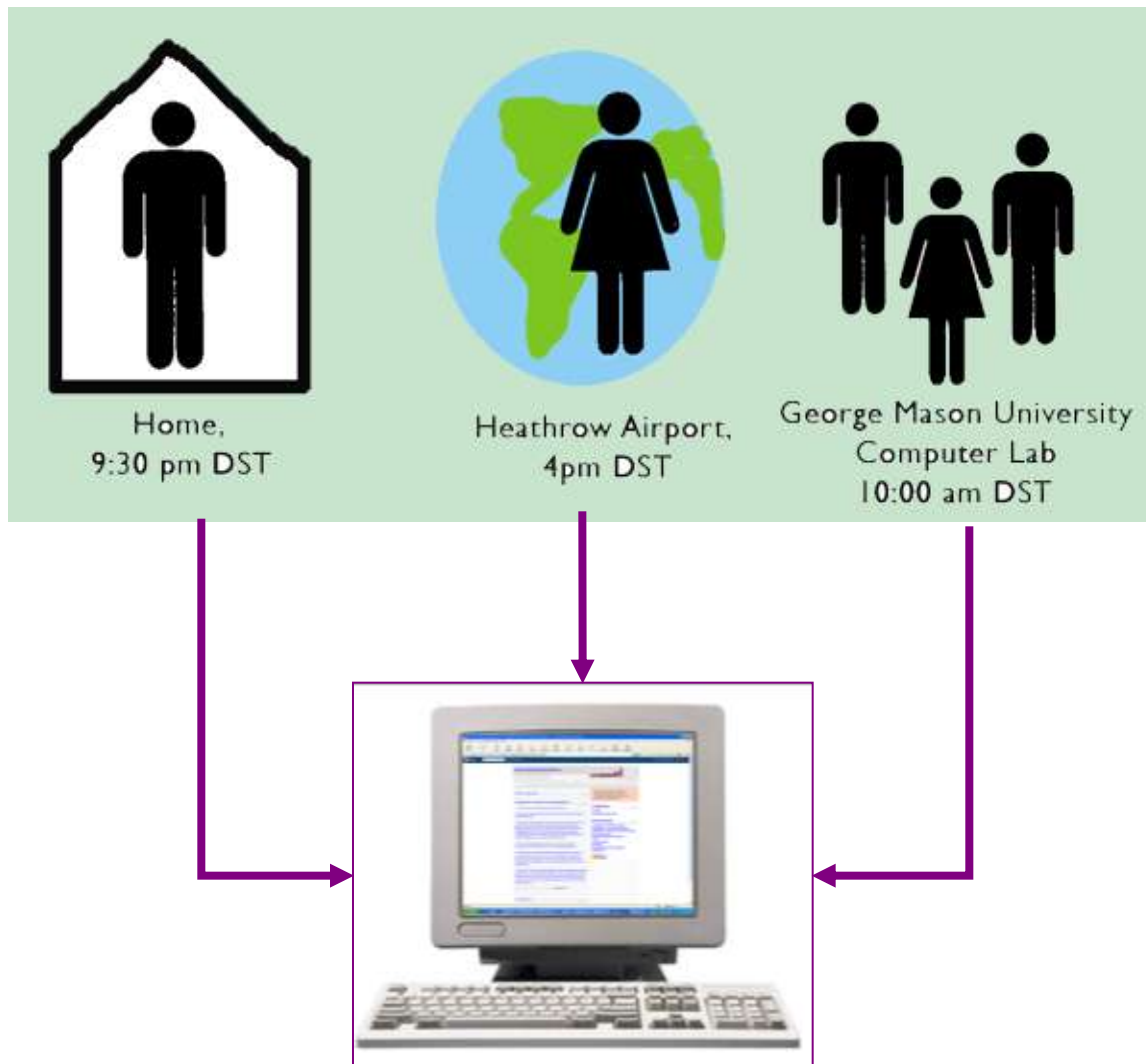 Home,
9:30 pm DST
Heathrow Airport,
4pm DST
George Mason University
Computer Lab
10:00 am DST